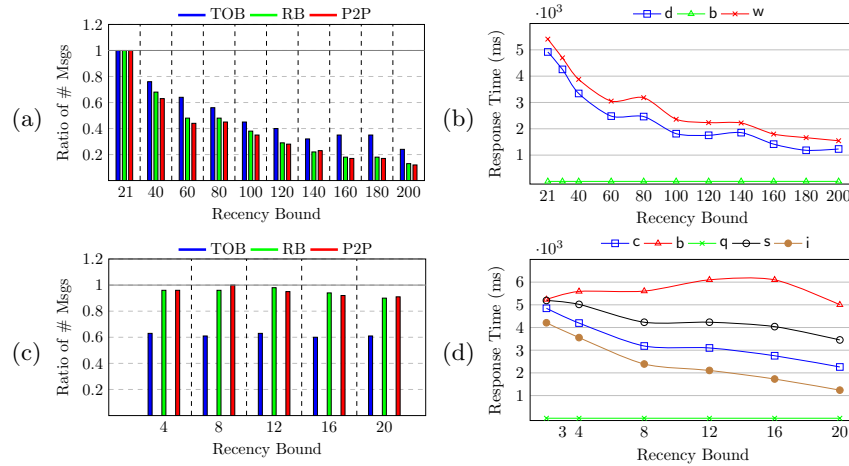 (a)
TOB RB P2P
Ratio of # Msgs
1.2
1
0.8
0.6
0.4
0.2
21 40 60 80 100 120 140 160 180 200
Recency Bound
(b)
d b w
·10³
Response Time (ms)
5
4
3
2
1
21 40 60 80 100 120 140 160 180 200
Recency Bound
(c)
TOB RB P2P
Ratio of # Msgs
1.2
1
0.8
0.6
0.4
0.2
4 8 12 16 20
Recency Bound
(d)
c b q s i
·10³
Response Time (ms)
6
5
4
3
2
1
3 4 8 12 16 20
Recency Bound